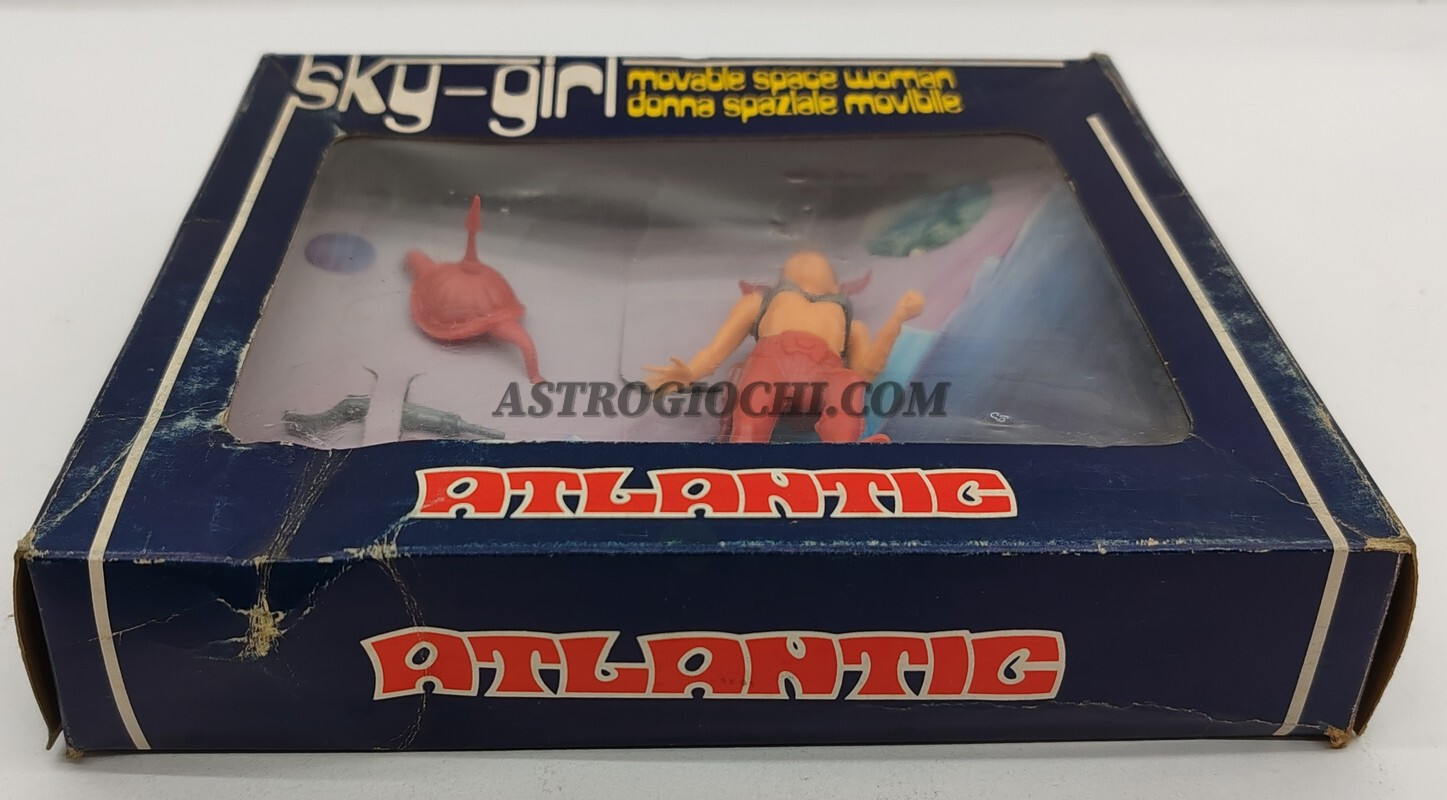 sky-girl
movable space woman
donna spaziale movibile
ASTROGIOCHI.COM
ATLANTIC
ATLANTIC